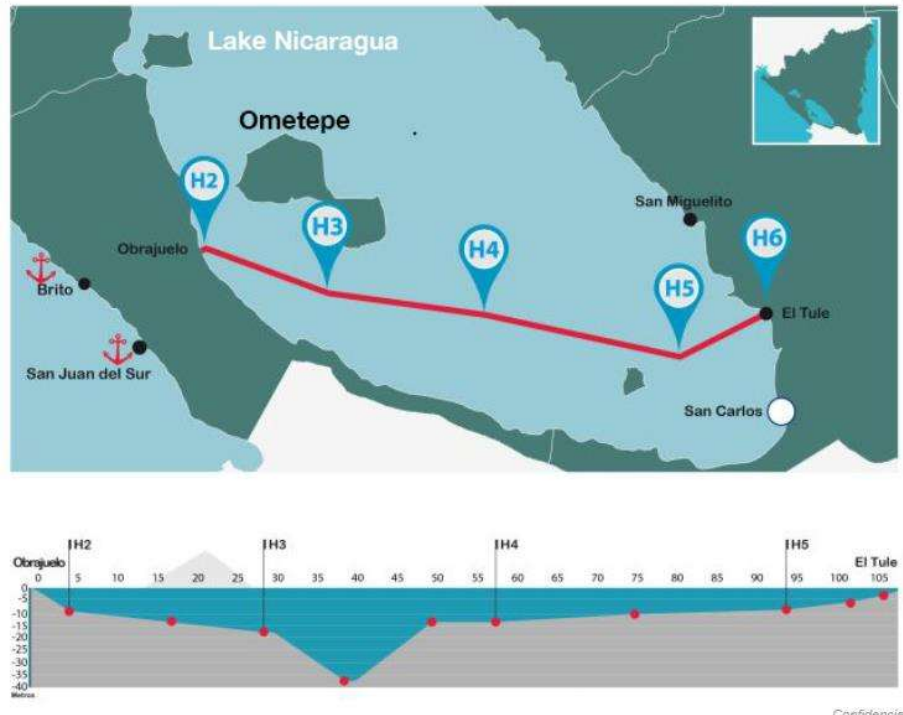 Lake Nicaragua
Ometepe
H2
San Miguelito
H3
H6
H4
Obrajuelo
H5
Brito
El Tule
San Juan del Sur
San Carlos
H2 H3 H4 H5
Obrajuelo El Tule
0 5 10 15 20 25 30 35 40 45 50 55 60 65 70 75 80 85 90 95 100 105
0
-5
-10
-15
-20
-25
-30
-35
-40
Metros
Confidencial